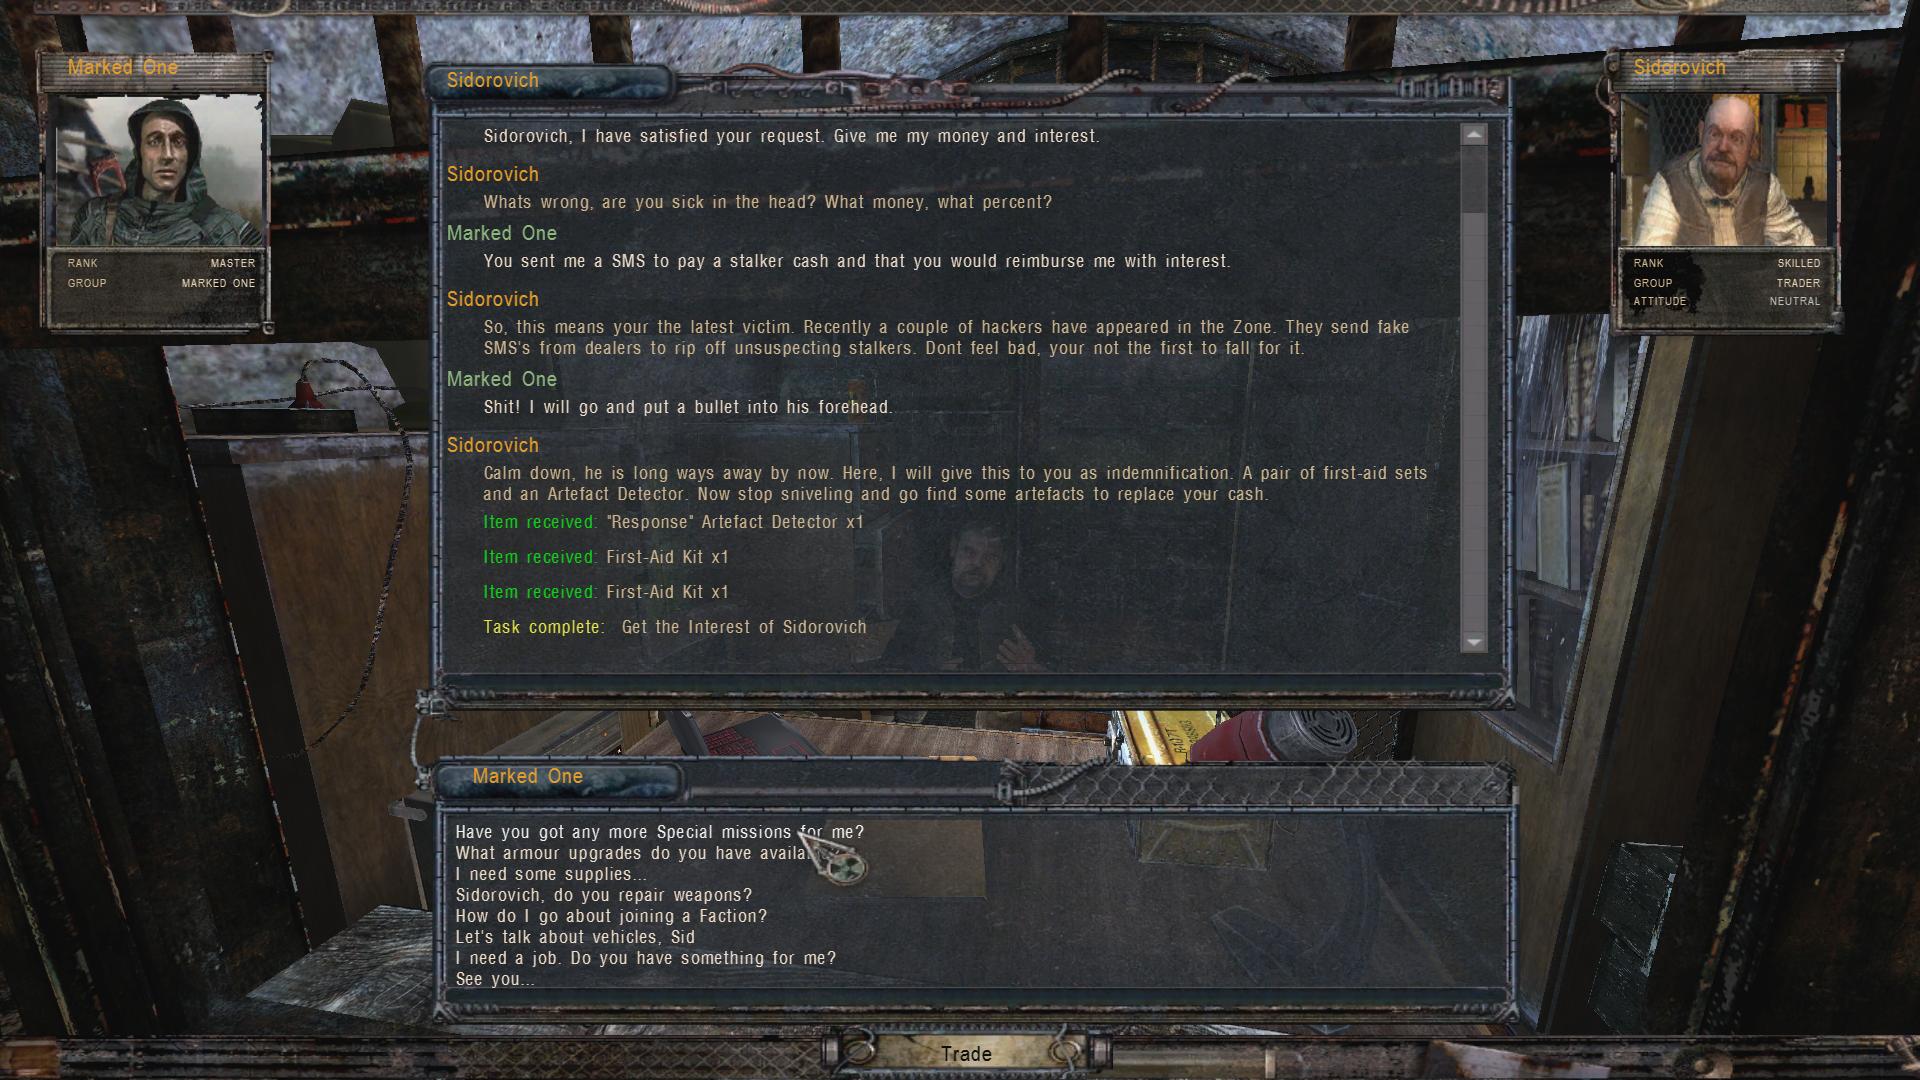 Marked One
RANK MASTER
GROUP MARKED ONE
Sidorovich
Sidorovich, I have satisfied your request. Give me my money and interest.
Sidorovich
Whats wrong, are you sick in the head? What money, what percent?
Marked One
You sent me a SMS to pay a stalker cash and that you would reimburse me with interest.
Sidorovich
So, this means your the latest victim. Recently a couple of hackers have appeared in the Zone. They send fake
SMS's from dealers to rip off unsuspecting stalkers. Dont feel bad, your not the first to fall for it.
Marked One
Shit! I will go and put a bullet into his forehead.
Sidorovich
Calm down, he is long ways away by now. Here, I will give this to you as indemnification. A pair of first-aid sets
and an Artefact Detector. Now stop sniveling and go find some artefacts to replace your cash.
Item received: "Response" Artefact Detector x1
Item received: First-Aid Kit x1
Item received: First-Aid Kit x1
Task complete: Get the Interest of Sidorovich
Sidorovich
RANK SKILLED
GROUP TRADER
ATTITUDE NEUTRAL
Marked One
Have you got any more Special missions for me?
What armour upgrades do you have
I need some supplies...
Sidorovich, do you repair weapons?
How do I go about joining a Faction?
Let's talk about vehicles, Sid
I need a job. Do you have something for me?
See you...
Trade